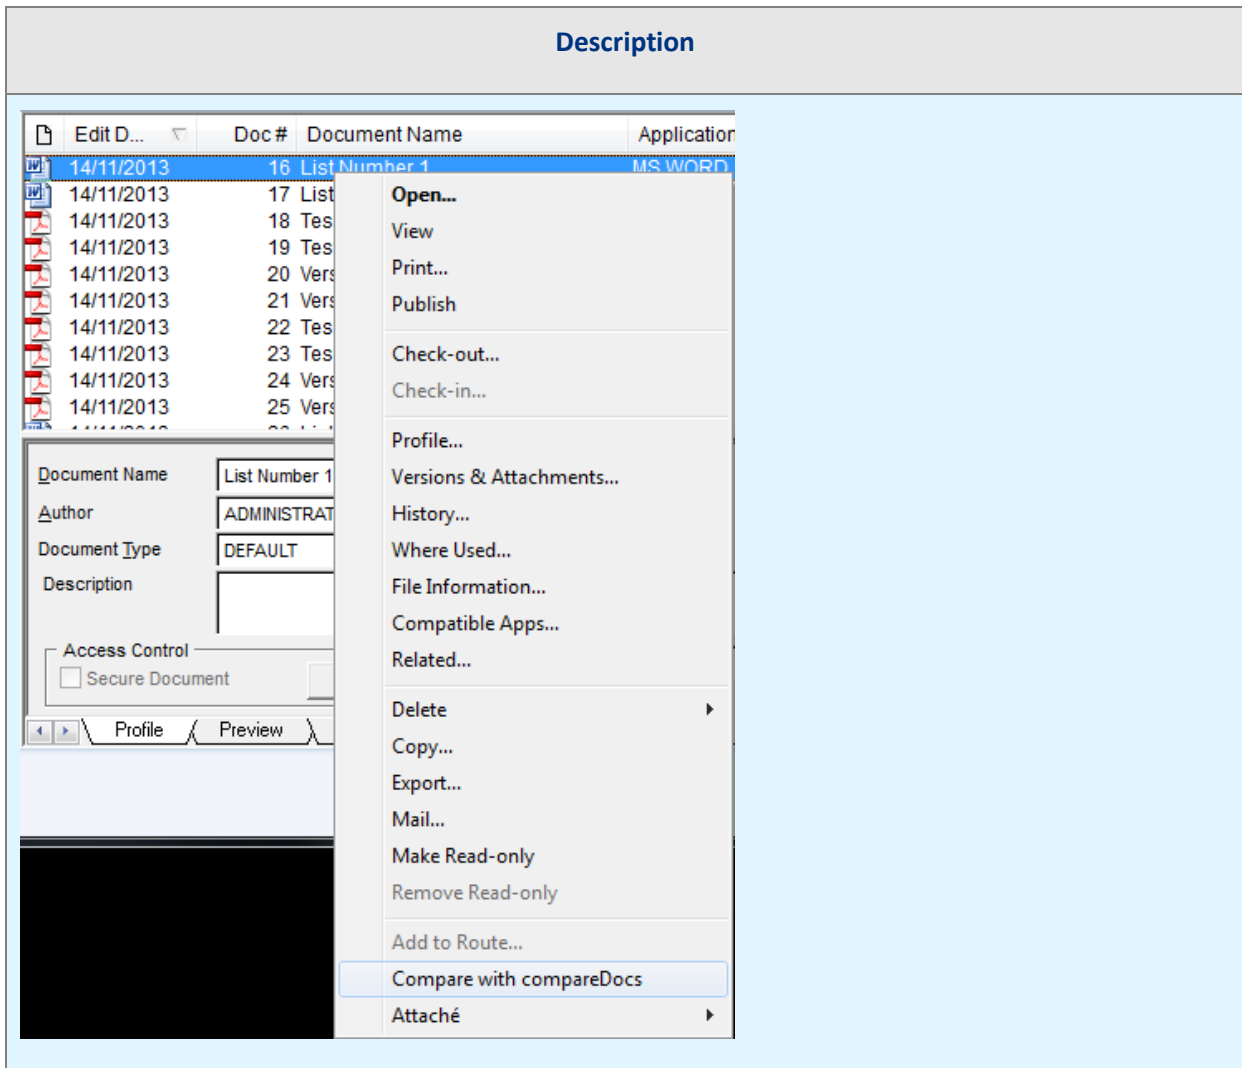 Description
Edit D... Doc # Document Name Application
14/11/2013 16 List Number 1 MS WORD
14/11/2013 17 List
14/11/2013 18 Tes
14/11/2013 19 Tes
14/11/2013 20 Vers
14/11/2013 21 Vers
14/11/2013 22 Tes
14/11/2013 23 Tes
14/11/2013 24 Vers
14/11/2013 25 Vers
Open...
View
Print...
Publish
Check-out...
Check-in...
Profile...
Versions & Attachments...
History...
Where Used...
File Information...
Compatible Apps...
Related...
Delete
Copy...
Export...
Mail...
Make Read-only
Remove Read-only
Add to Route...
Compare with compareDocs
Attaché
Document Name List Number 1
Author ADMINISTRAT
Document Type DEFAULT
Description
Access Control
Secure Document
Profile Preview